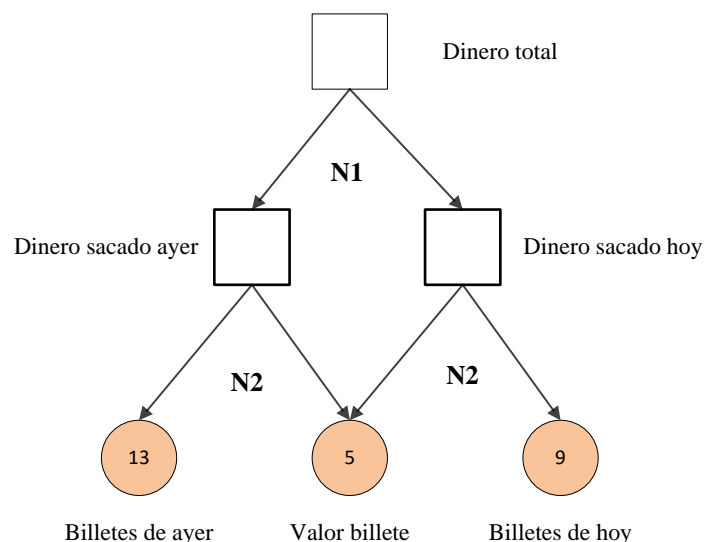 Dinero total
N1
Dinero sacado ayer
Dinero sacado hoy
N2
N2
13
5
9
Billetes de ayer
Valor billete
Billetes de hoy